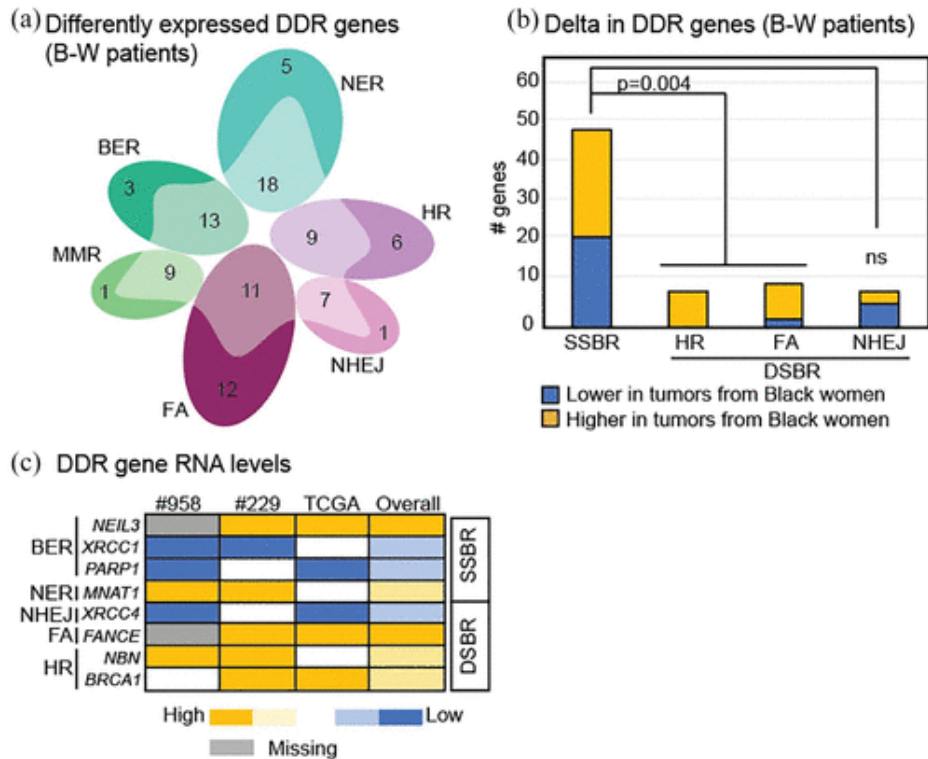 (a) Differently expressed DDR genes
(B-W patients)
5
NER
18
BER
3
13
HR
9
6
MMR
9
1
11
7
1
NHEJ
12
FA
(b) Delta in DDR genes (B-W patients)
60
50
40
30
20
10
0
# genes
p=0.004
ns
SSBR
HR
FA
NHEJ
DSBR
Lower in tumors from Black women
Higher in tumors from Black women
(c) DDR gene RNA levels
#958 #229 TCGA Overall
BER
NEIL3
XRCC1
PARP1
NER MNAT1
NHEJ XRCC4
FA FANCE
HR
NBN
BRCA1
SSBR
DSBR
High
Low
Missing